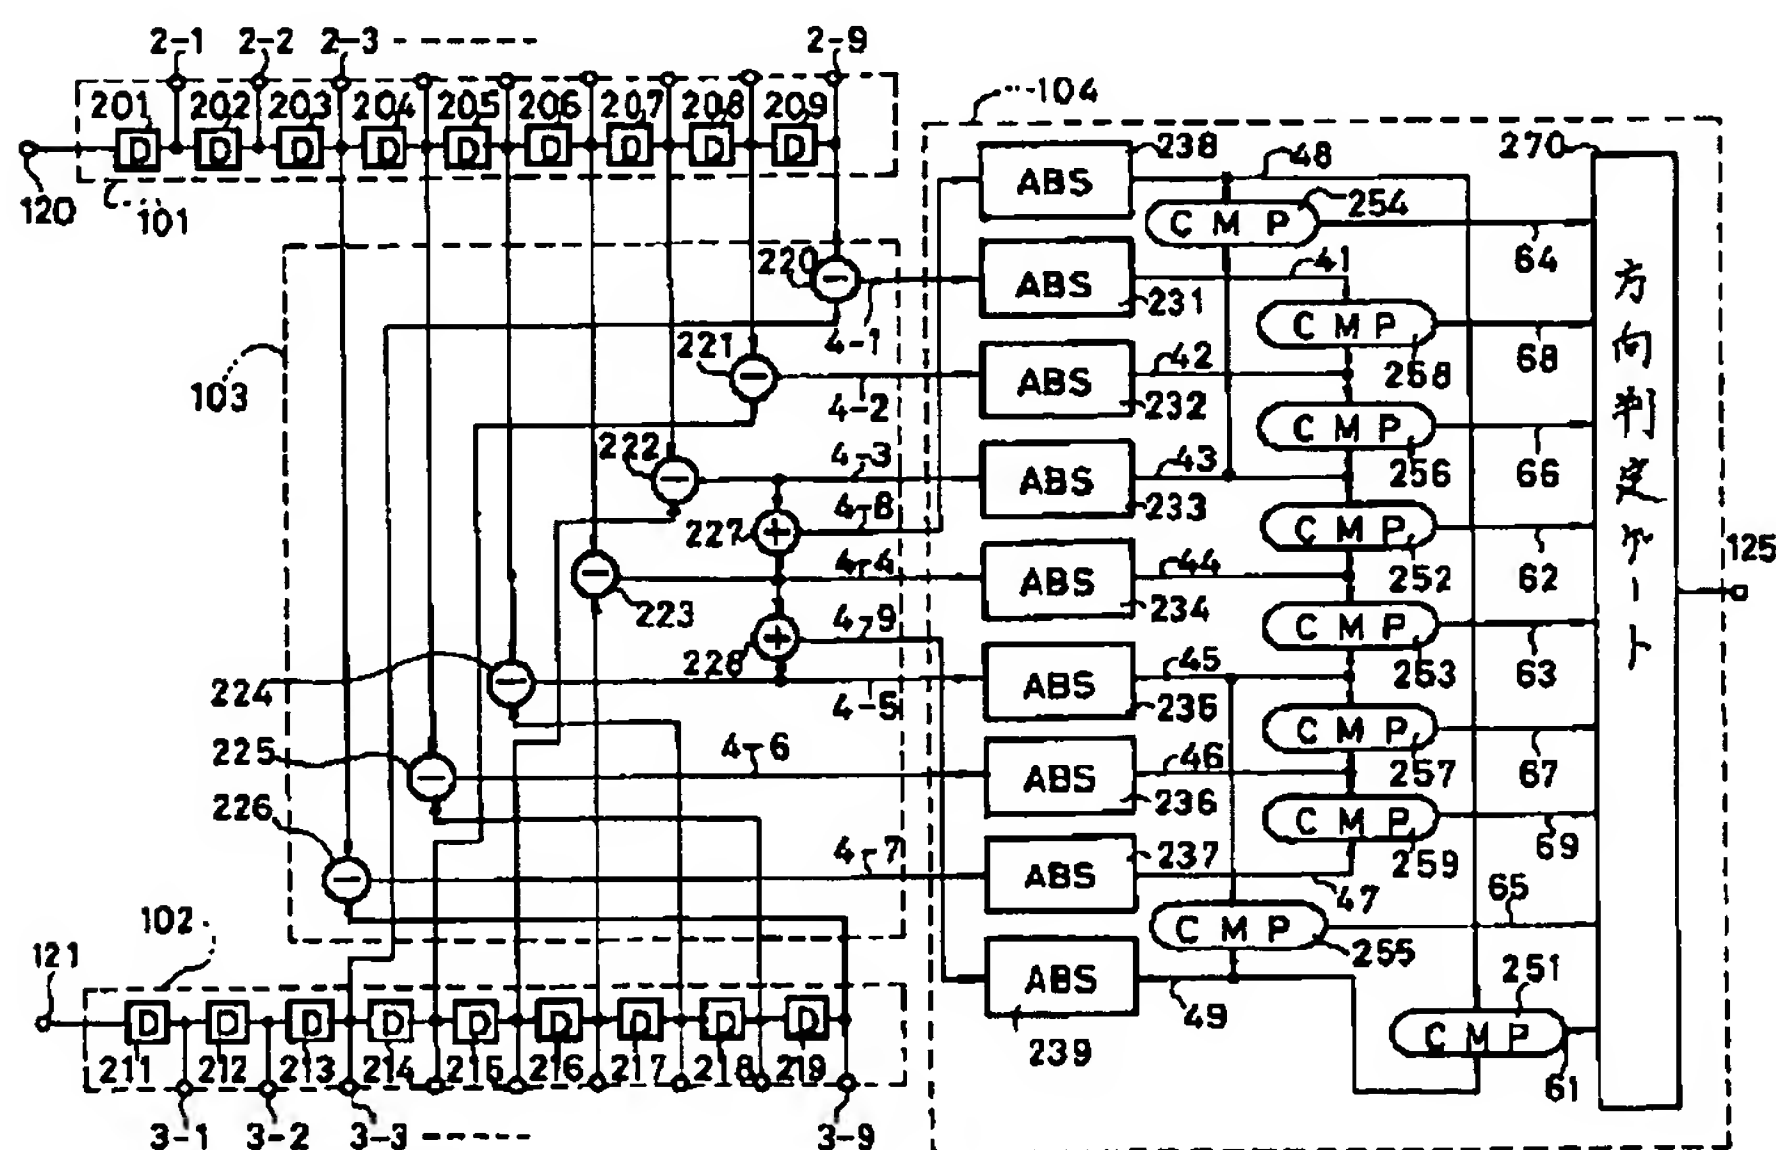 2-1 2-2 2-3 ------ 2-9
201 202 203 204 205 206 207 208 209
D D D D D D D D D
120
101
104
ABS 238 48 270
CMP 254
64
220
4-1
ABS 231 41
CMP 258
68
103
221
4-2
ABS 232 42
CMP 256
66
222
4-3
ABS 233 43
227
4-8
CMP 252
62
223
4-4
ABS 234 44
228
4-9
CMP 253
63
224
4-5
ABS 235 45
CMP 257
67
225
4-6
ABS 236 46
CMP 259
69
226
4-7
ABS 237 47
CMP 255
65
ABS 239 49
CMP 251
61
方向判定ゲート
125
102
121
D D D D D D D D D
211 212 213 214 215 216 217 218 219
3-1 3-2 3-3 ------ 3-9